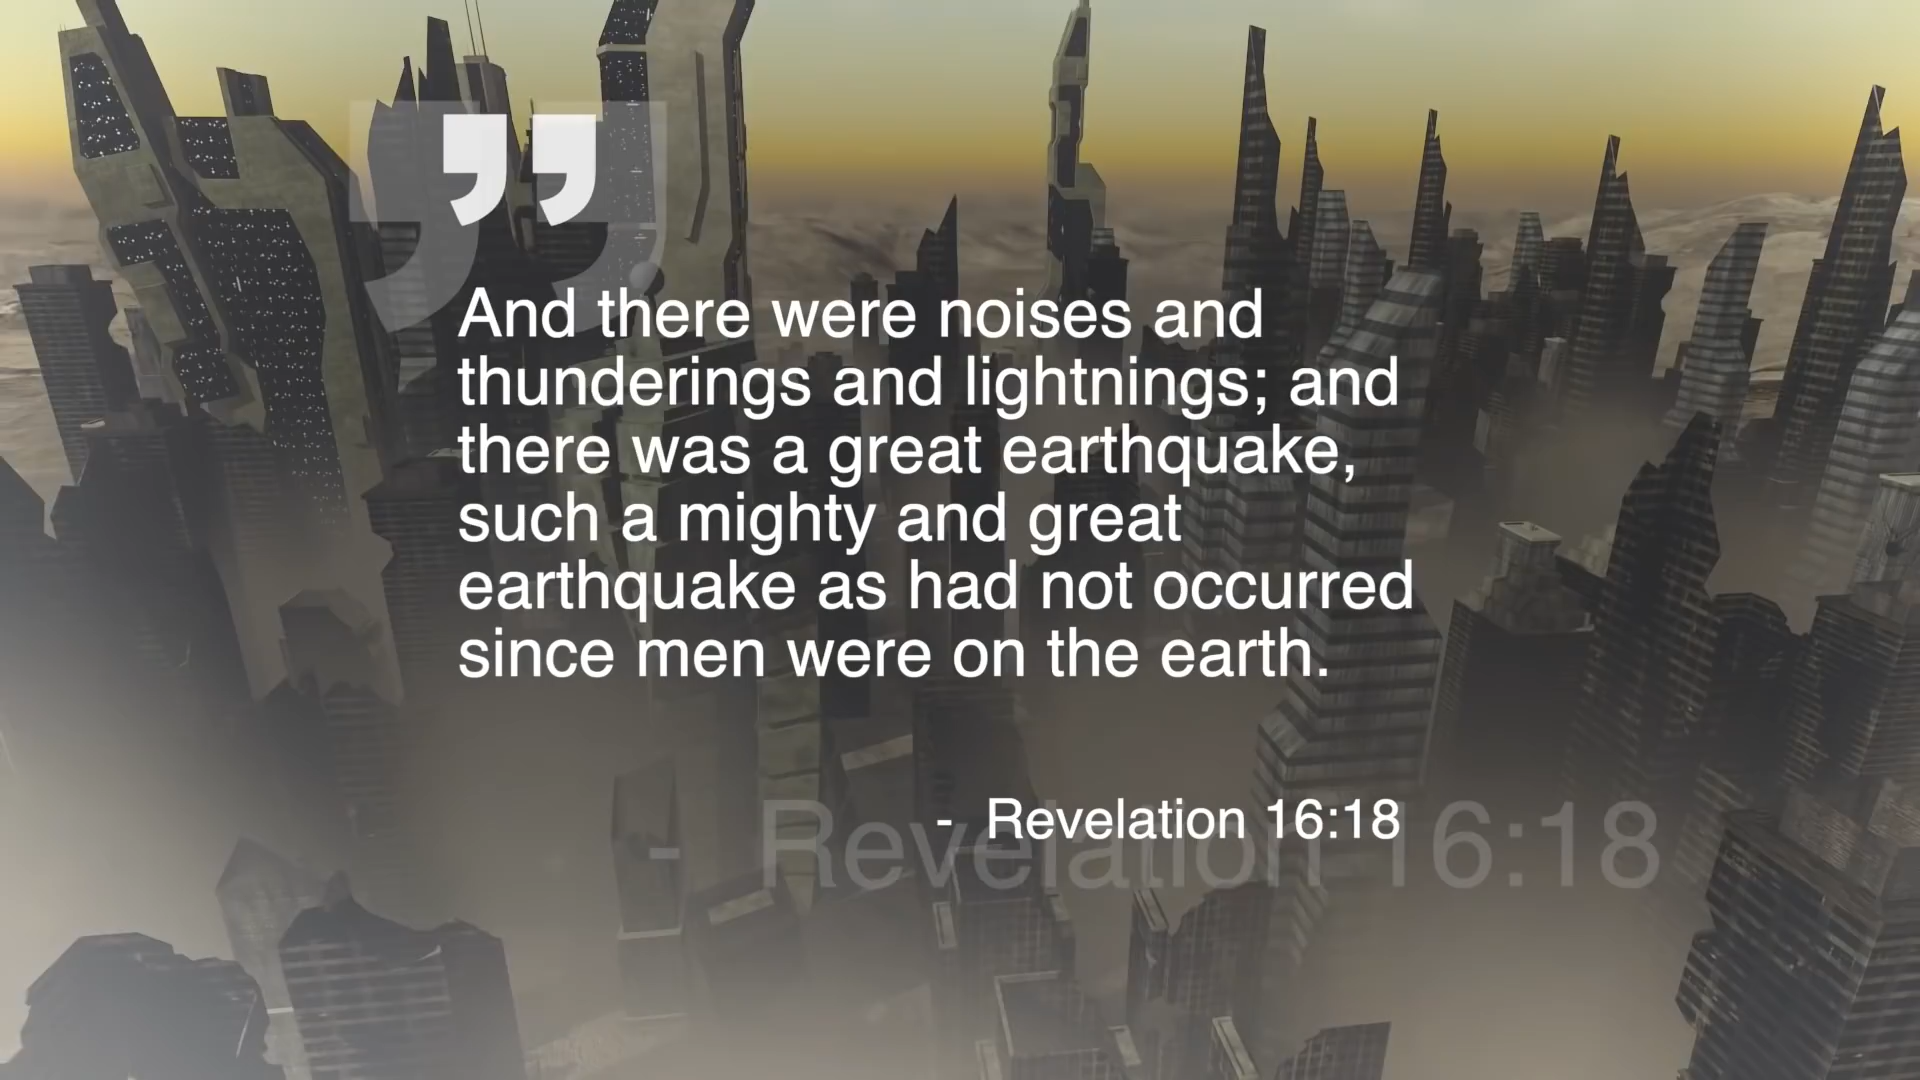 ”
And there were noises and
thunderings and lightnings; and
there was a great earthquake,
such a mighty and great
earthquake as had not occurred
since men were on the earth.
- Revelation 16:18
- Revelation 16:18